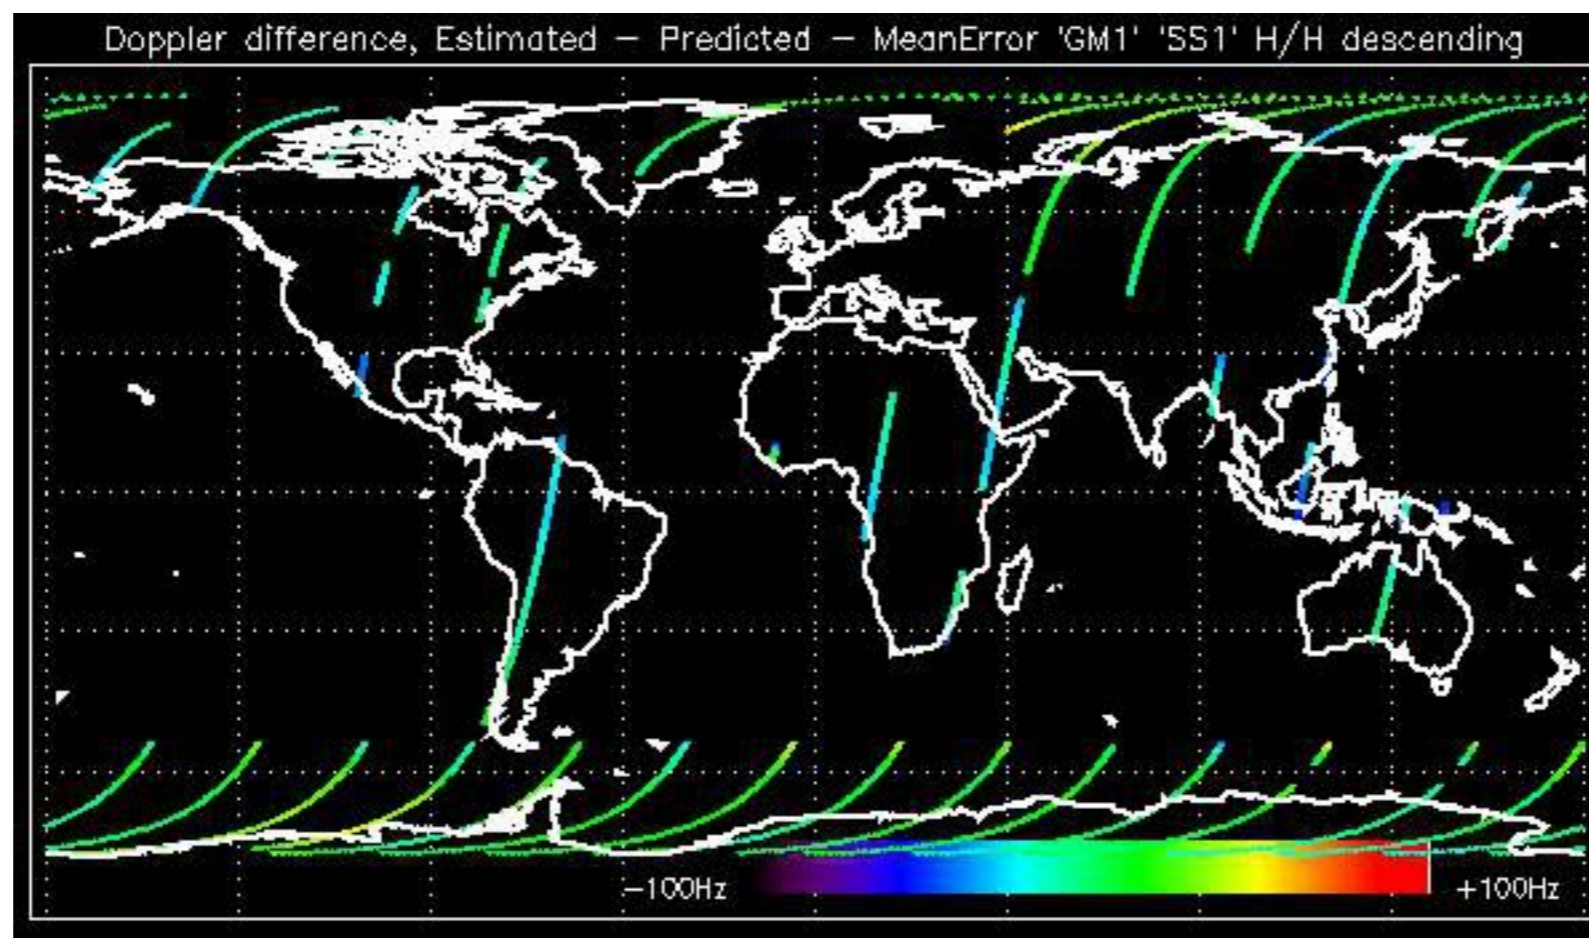 Doppler difference, Estimated – Predicted – MeanError 'GM1' 'SS1' H/H descending
-100Hz +100Hz